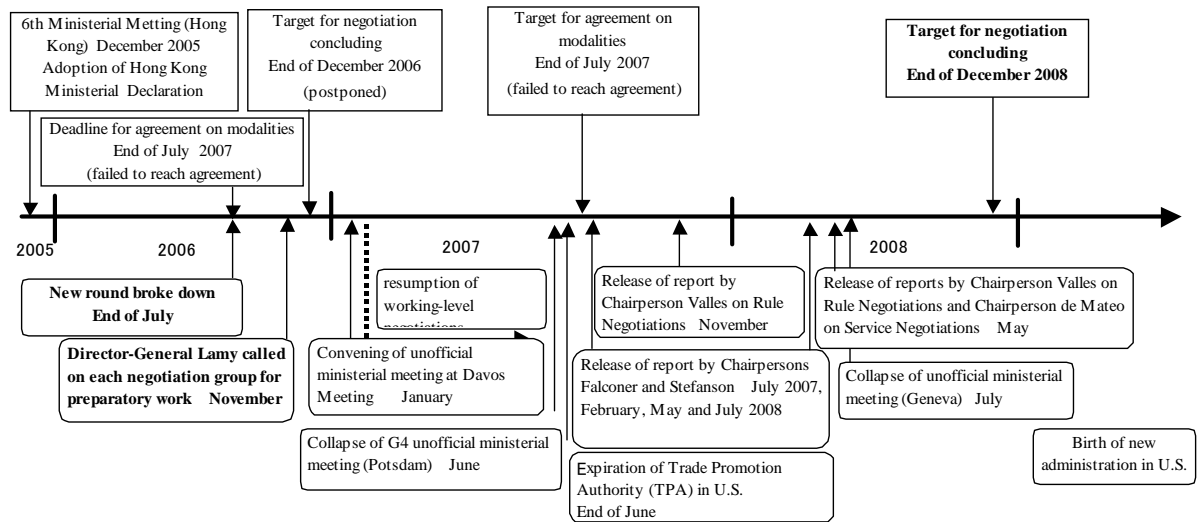 6th Ministerial Metting (Hong
Kong) December 2005
Adoption of Hong Kong
Ministerial Declaration
Target for negotiation
concluding
End of December 2006
(postponed)
Target for agreement on
modalities
End of July 2007
(failed to reach agreement)
Target for negotiation
concluding
End of December 2008
Deadline for agreement on modalities
End of July 2007
(failed to reach agreement)
2005
2006
2007
2008
New round broke down
End of July
Director-General Lamy called
on each negotiation group for
preparatory work November
resumption of
working-level
negotiations
Convening of unofficial
ministerial meeting at Davos
Meeting January
Collapse of G4 unofficial ministerial
meeting (Potsdam) June
Release of report by
Chairperson Valles on Rule
Negotiations November
Release of report by Chairpersons
Falconer and Stefanson July 2007,
February, May and July 2008
Expiration of Trade Promotion
Authority (TPA) in U.S.
End of June
Release of reports by Chairperson Valles on
Rule Negotiations and Chairperson de Mateo
on Service Negotiations May
Collapse of unofficial ministerial
meeting (Geneva) July
Birth of new
administration in U.S.